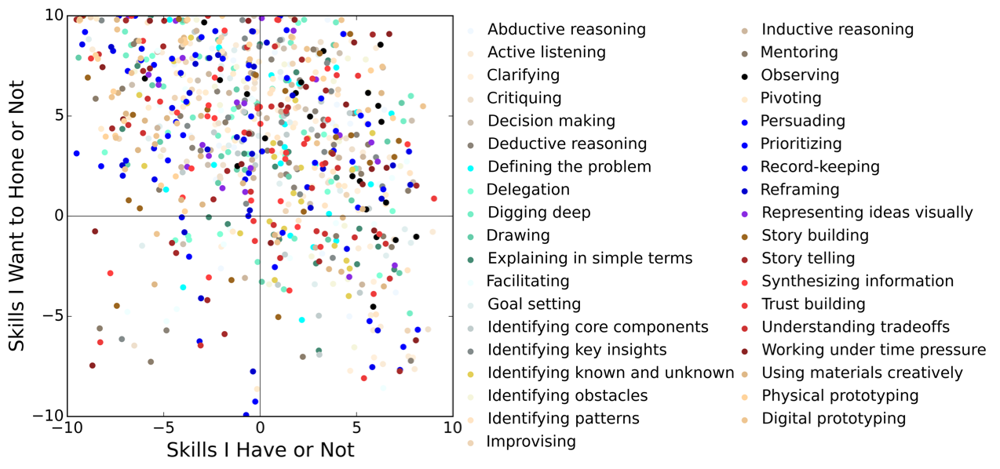 Skills I Want to Hone or Not
10
5
0
−5
−10
−10
−5
0
5
10
Skills I Have or Not
Abductive reasoning
Active listening
Clarifying
Critiquing
Decision making
Deductive reasoning
Defining the problem
Delegation
Digging deep
Drawing
Explaining in simple terms
Facilitating
Goal setting
Identifying core components
Identifying key insights
Identifying known and unknown
Identifying obstacles
Identifying patterns
Improvising
Inductive reasoning
Mentoring
Observing
Pivoting
Persuading
Prioritizing
Record-keeping
Reframing
Representing ideas visually
Story building
Story telling
Synthesizing information
Trust building
Understanding tradeoffs
Working under time pressure
Using materials creatively
Physical prototyping
Digital prototyping